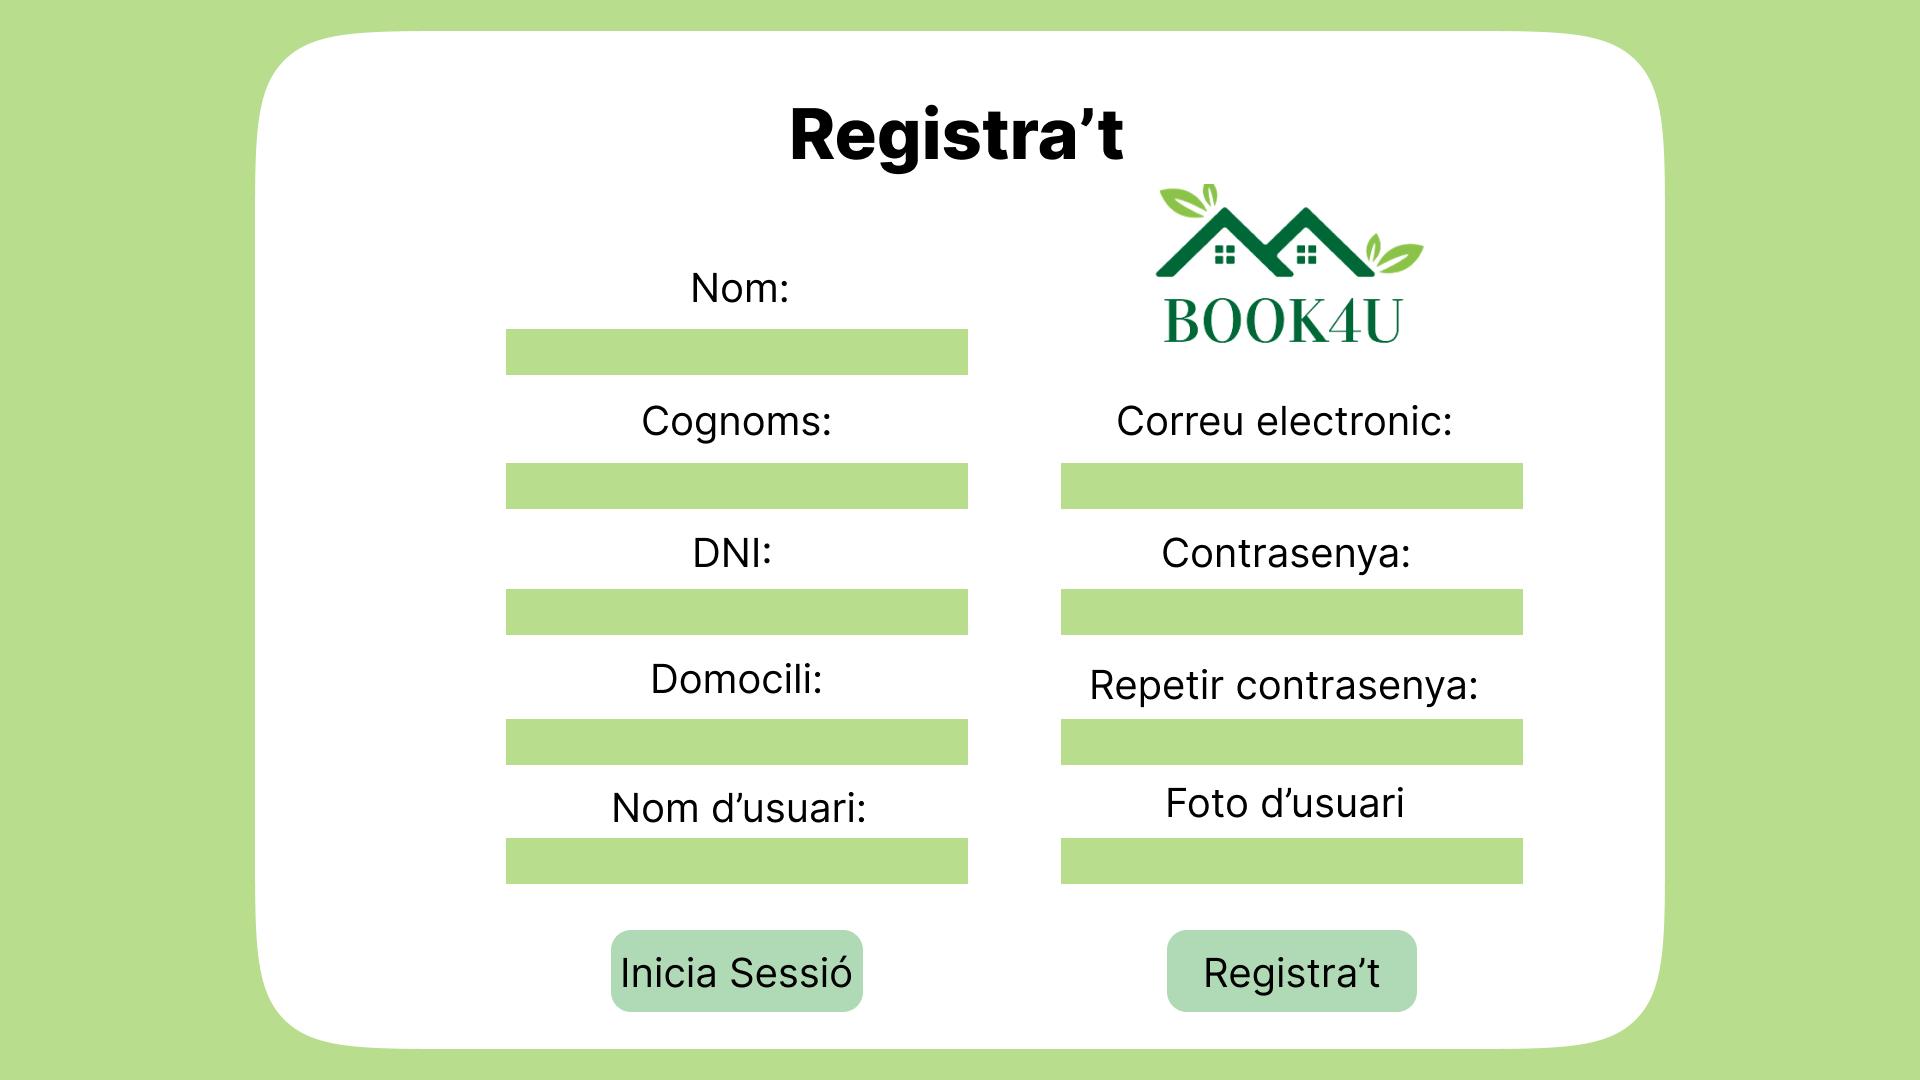 Registra’t
BOOK4U
Nom:
Cognoms:
DNI:
Domocili:
Nom d’usuari:
Correu electronic:
Contrasenya:
Repetir contrasenya:
Foto d’usuari
Inicia Sessió
Registra’t